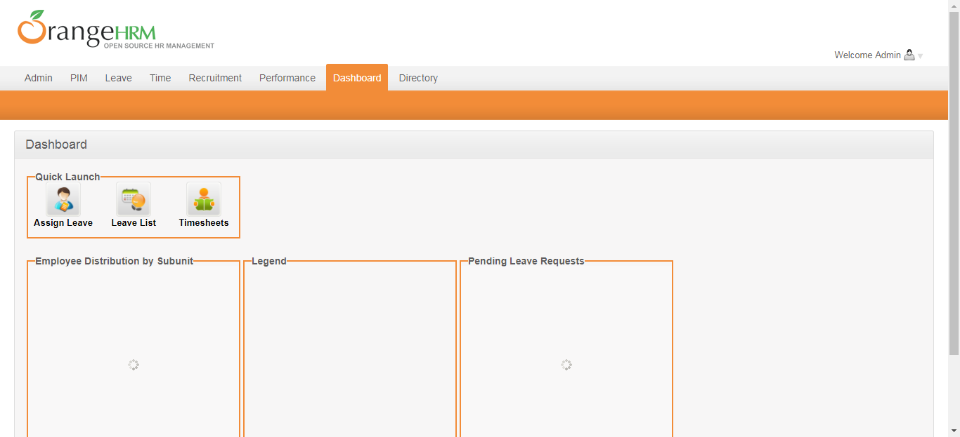 OrangeHRM
OPEN SOURCE HR MANAGEMENT
Welcome Admin
Admin PIM Leave Time Recruitment Performance Dashboard Directory
Dashboard
Quick Launch
Assign Leave Leave List Timesheets
Employee Distribution by Subunit Legend Pending Leave Requests